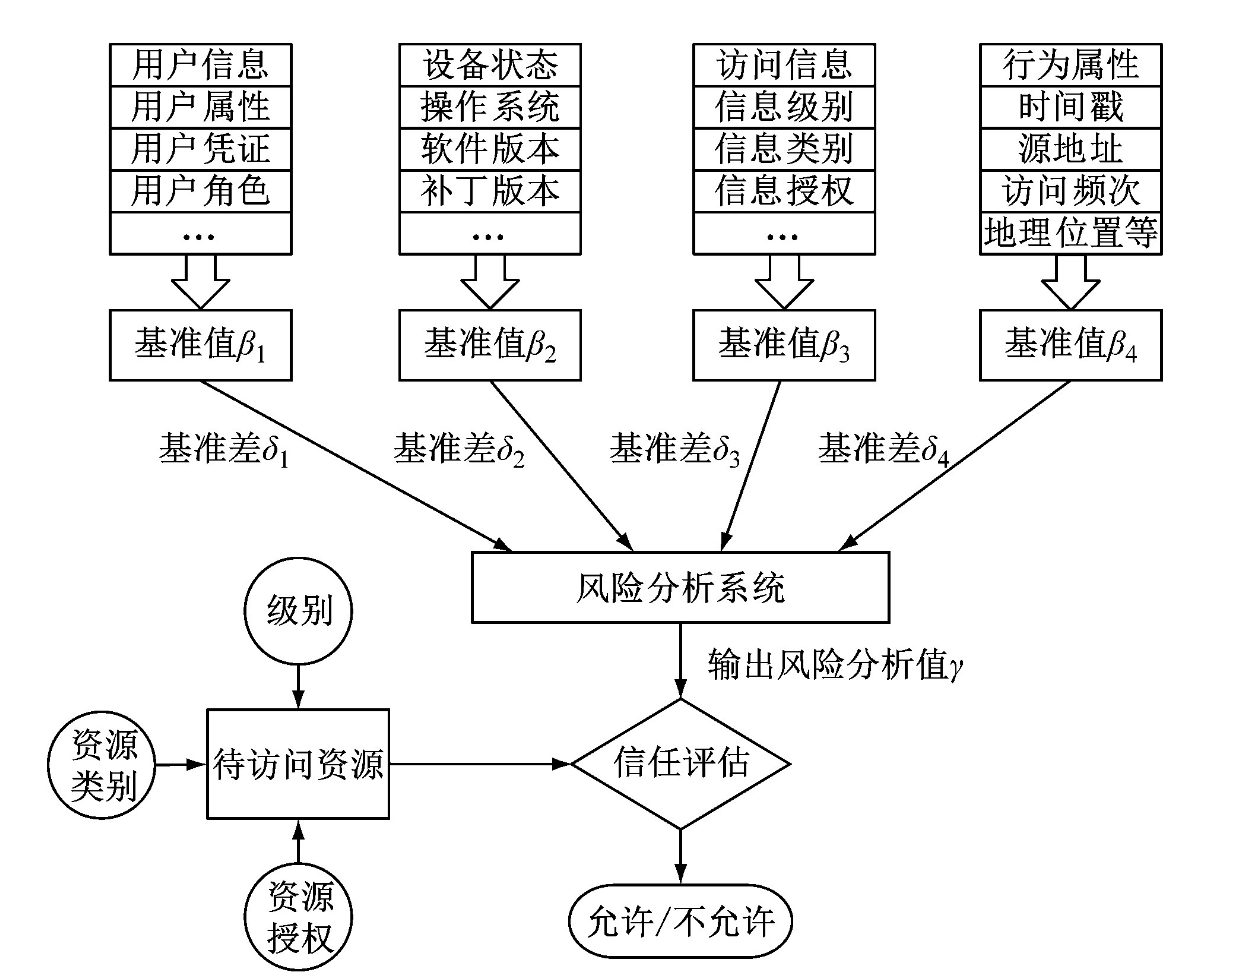 用户信息
用户属性
用户凭证
用户角色
…
设备状态
操作系统
软件版本
补丁版本
…
访问信息
信息级别
信息类别
信息授权
…
行为属性
时间戳
源地址
访问频次
地理位置等
基准值β1
基准值β2
基准值β3
基准值β4
基准差δ1
基准差δ2
基准差δ3
基准差δ4
风险分析系统
输出风险分析值γ
级别
资源
类别
待访问资源
信任评估
资源
授权
允许/不允许